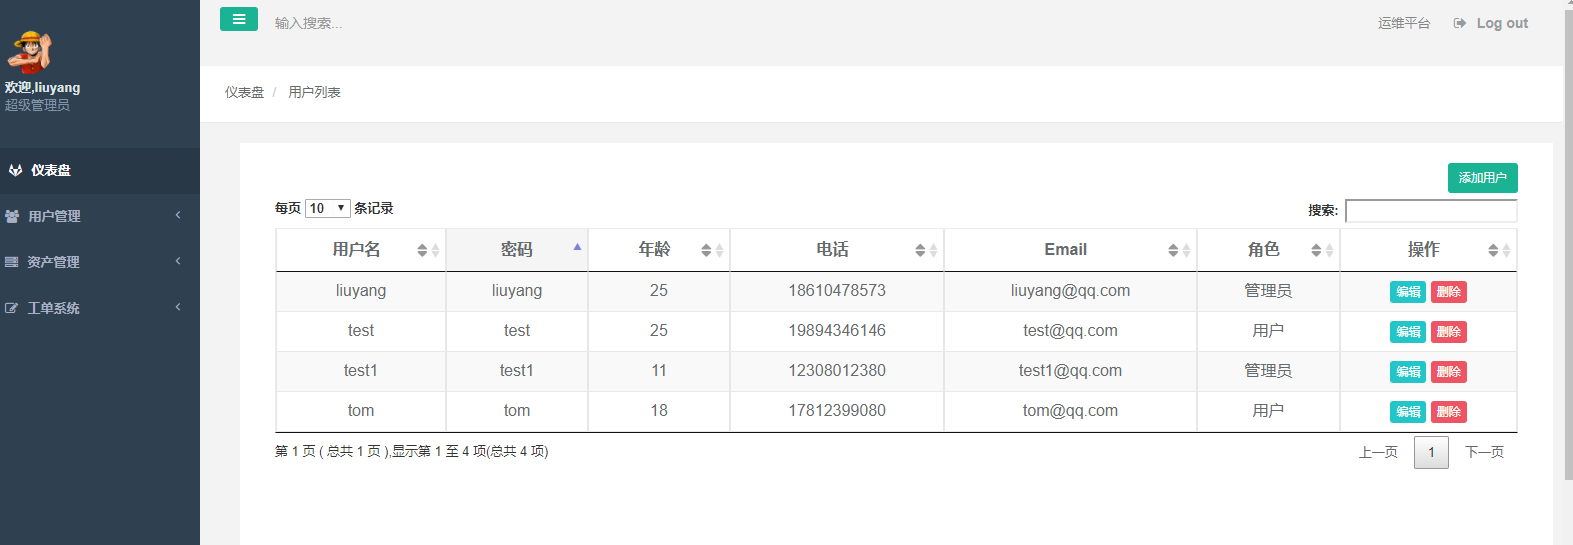 输入搜索...
运维平台 Log out
欢迎,liuyang
超级管理员
仪表盘
用户管理
资产管理
工单系统
仪表盘 / 用户列表
添加用户
每页 10 条记录
搜索:
用户名 密码 年龄 电话 Email 角色 操作
liuyang liuyang 25 18610478573 liuyang@qq.com 管理员 编辑 删除
test test 25 19894346146 test@qq.com 用户 编辑 删除
test1 test1 11 12308012380 test1@qq.com 管理员 编辑 删除
tom tom 18 17812399080 tom@qq.com 用户 编辑 删除
第 1 页 ( 总共 1 页 ),显示第 1 至 4 项(总共 4 项)
上一页 1 下一页